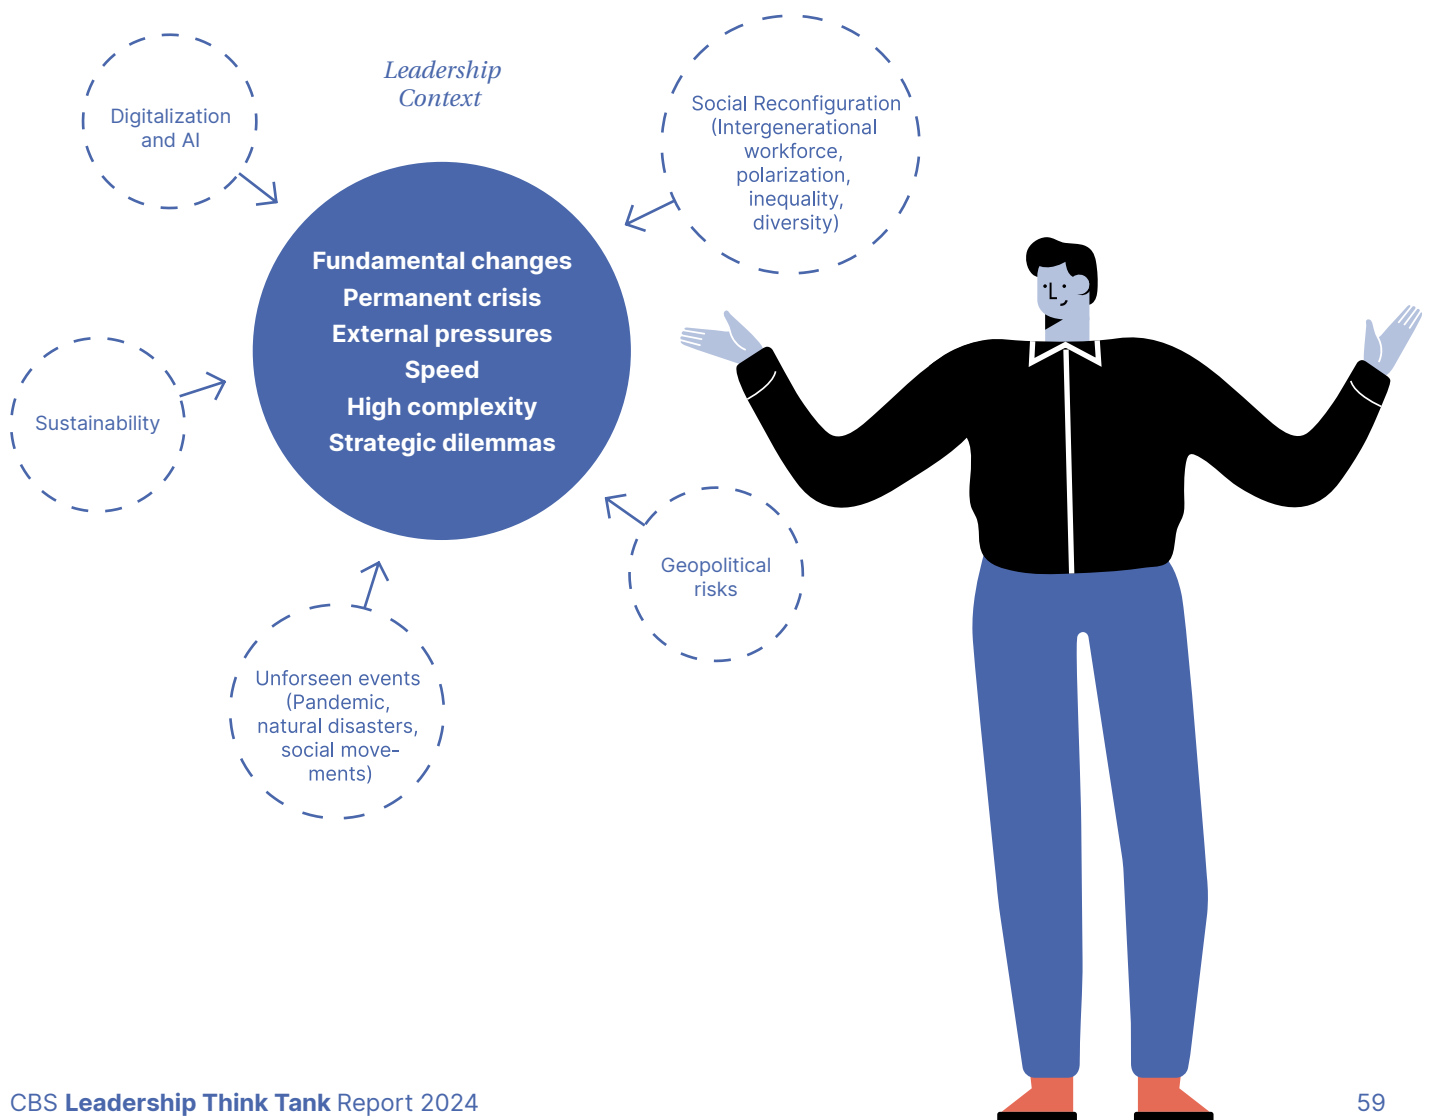 Leadership
Context
Digitalization
and AI
Social Reconfiguration
(Intergenerational
workforce,
polarization,
inequality,
diversity)
Fundamental changes
Permanent crisis
External pressures
Speed
High complexity
Strategic dilemmas
Sustainability
Geopolitical
risks
Unforseen events
(Pandemic,
natural disasters,
social move-
ments)
CBS Leadership Think Tank Report 2024
59